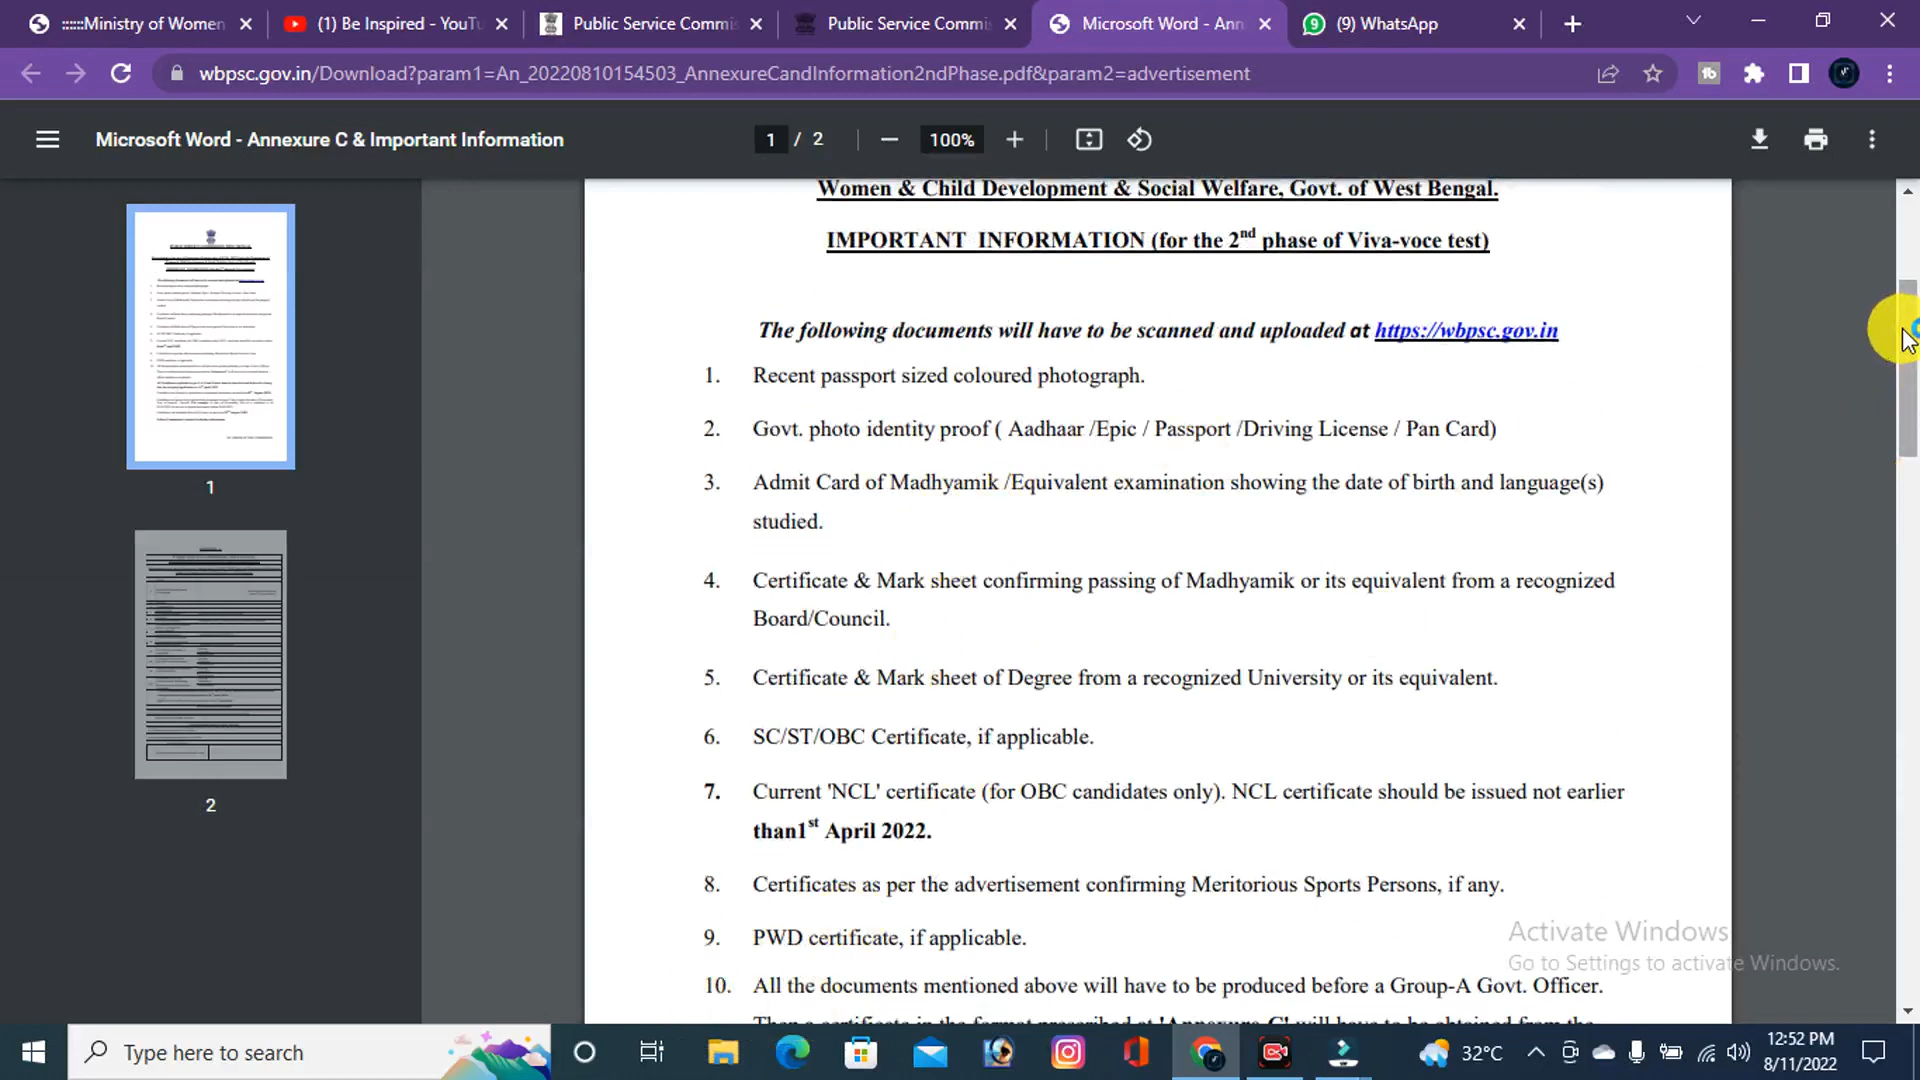 :::::Ministry of Women
(1) Be Inspired - YouTu
Public Service Commis
Public Service Commis
Microsoft Word - Ann
(9) WhatsApp
wbpsc.gov.in/Download?param1=An_20220810154503_AnnexureCandInformation2ndPhase.pdf&param2=advertisement
Microsoft Word - Annexure C & Important Information
1 / 2
100%
Women & Child Development & Social Welfare, Govt. of West Bengal.
IMPORTANT INFORMATION (for the 2nd phase of Viva-voce test)
The following documents will have to be scanned and uploaded at https://wbpsc.gov.in
1. Recent passport sized coloured photograph.
2. Govt. photo identity proof ( Aadhaar /Epic / Passport /Driving License / Pan Card)
3. Admit Card of Madhyamik /Equivalent examination showing the date of birth and language(s)
studied.
4. Certificate & Mark sheet confirming passing of Madhyamik or its equivalent from a recognized
Board/Council.
5. Certificate & Mark sheet of Degree from a recognized University or its equivalent.
6. SC/ST/OBC Certificate, if applicable.
7. Current 'NCL' certificate (for OBC candidates only). NCL certificate should be issued not earlier
than1st April 2022.
8. Certificates as per the advertisement confirming Meritorious Sports Persons, if any.
9. PWD certificate, if applicable.
10. All the documents mentioned above will have to be produced before a Group-A Govt. Officer.
1
2
Activate Windows
Go to Settings to activate Windows.
Type here to search
32°C
12:52 PM
8/11/2022